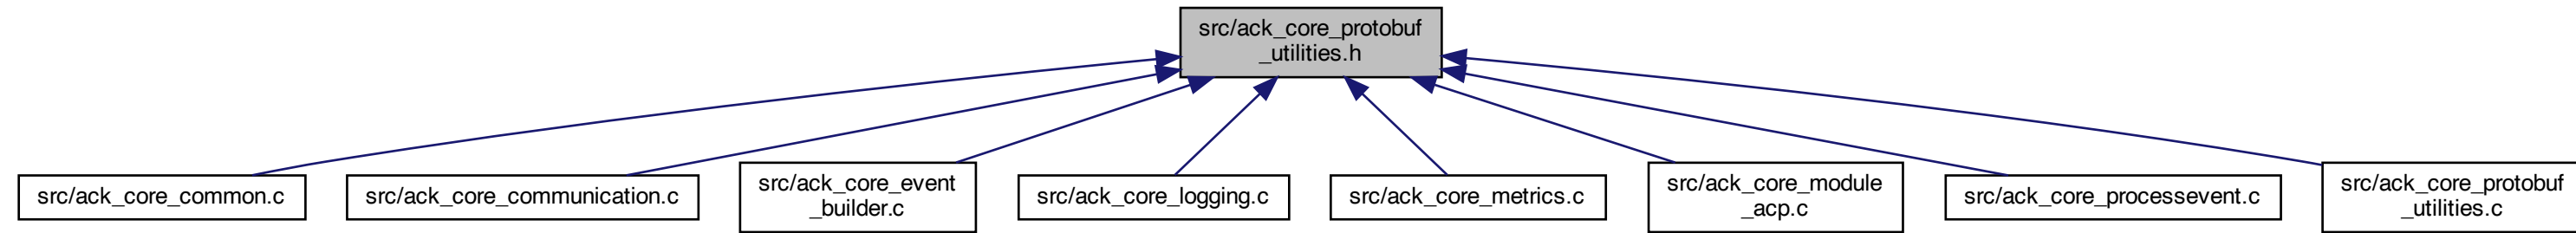 src/ack_core_protobuf
_utilities.h
src/ack_core_common.c
src/ack_core_communication.c
src/ack_core_event
_builder.c
src/ack_core_logging.c
src/ack_core_metrics.c
src/ack_core_module
_acp.c
src/ack_core_processevent.c
src/ack_core_protobuf
_utilities.c